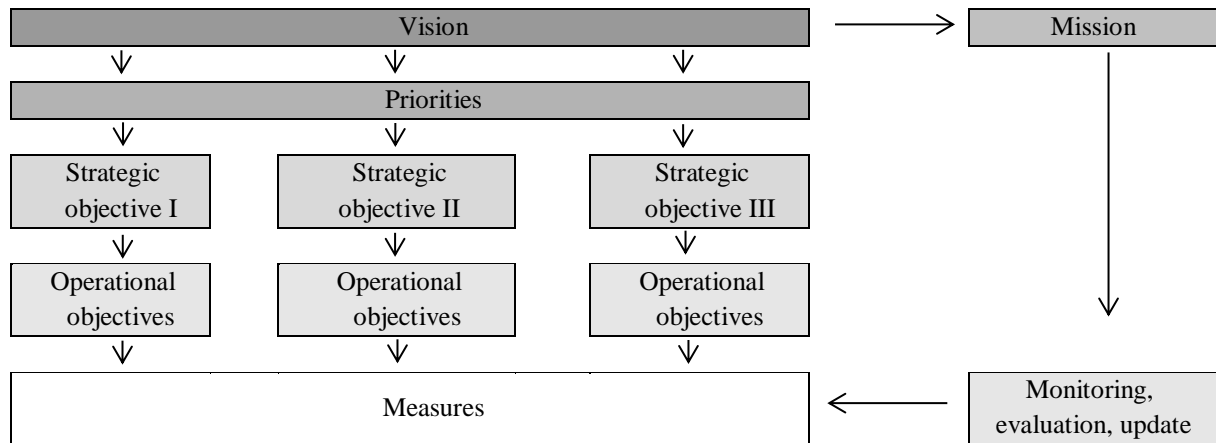 Vision
Mission
Priorities
Strategic
objective I
Strategic
objective II
Strategic
objective III
Operational
objectives
Operational
objectives
Operational
objectives
Measures
Monitoring,
evaluation, update